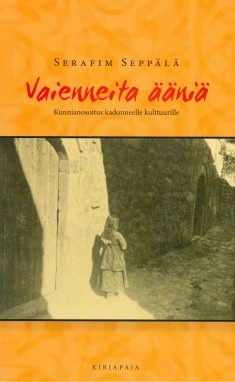 SERAFIM SEPPÄLÄ
Vaienneita ääniä
Kunnianosoitus kadonneelle kulttuurille
KIRJAPAJA